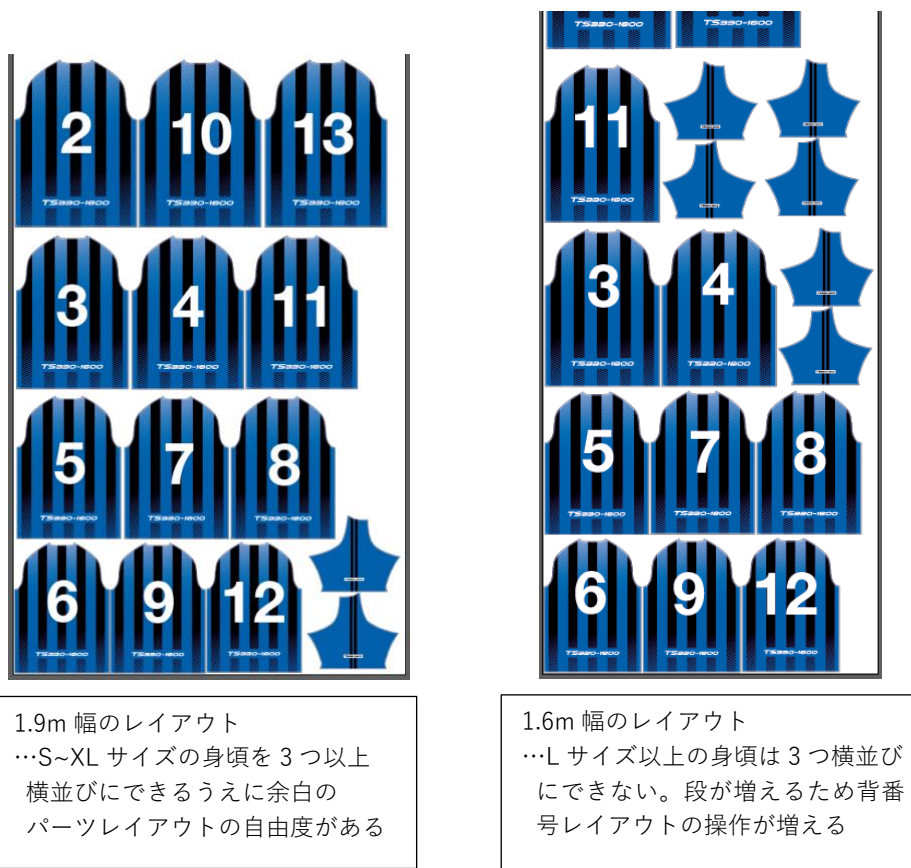 TS330-1600 TS330-1600
2 10 13
TS330-1600 TS330-1600 TS330-1600
3 4 11
TS330-1600 TS330-1600 TS330-1600
5 7 8
TS330-1600 TS330-1600 TS330-1600
6 9 12
TS330-1600 TS330-1600 TS330-1600
11
TS330-1600
3 4
TS330-1600 TS330-1600
5 7 8
TS330-1600 TS330-1600 TS330-1600
6 9 12
TS330-1600 TS330-1600 TS330-1600
1.9m 幅のレイアウト
…S~XL サイズの身頃を 3 つ以上
横並びにできるうえに余白の
パーツレイアウトの自由度がある
1.6m 幅のレイアウト
…L サイズ以上の身頃は 3 つ横並び
にできない。段が増えるため背番
号レイアウトの操作が増える